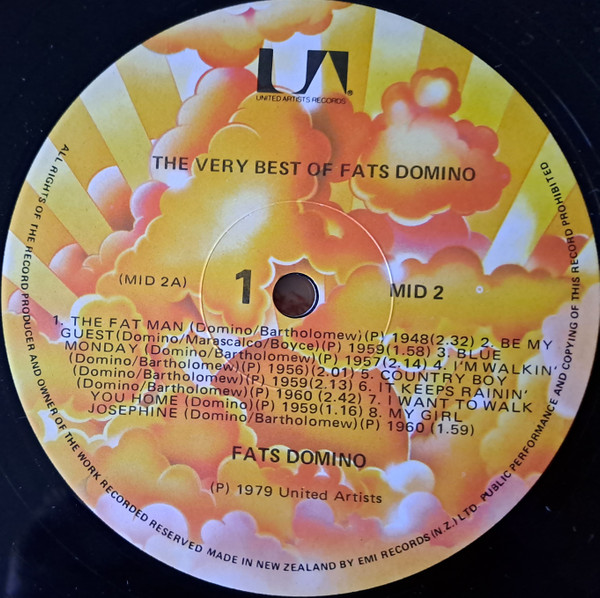 UA®
UNITED ARTISTS RECORDS
THE VERY BEST OF FATS DOMINO
(MID 2A) 1 MID 2
1. THE FAT MAN (Domino/Bartholomew)(P) 1948(2.32) 2. BE MY
GUEST(Domino/Marascalco/Boyce)(P) 1959(1.58) 3. BLUE
MONDAY (Domino/Bartholomew)(P) 1957 (2.14) 4. I'M WALKIN'
(Domino/Bartholomew)(P) 1956)(2.01) 5. COUNTRY BOY
(Domino/Bartholomew)(P) 1959(2.13) 6. IT KEEPS RAININ'
(Domino/Bartholomew)(P) 1960 (2.42) 7. I WANT TO WALK
YOU HOME (Domino)(P) 1959(1.16) 8. MY GIRL
JOSEPHINE (Domino/Bartholomew)(P) 1960 (1.59)
FATS DOMINO
(P) 1979 United Artists
ALL RIGHTS OF THE RECORD PRODUCER AND OWNER OF THE WORK RECORDED RESERVED MADE IN NEW ZEALAND BY EMI RECORDS (N.Z.) LTD. PUBLIC PERFORMANCE AND COPYING OF THIS RECORD PROHIBITED